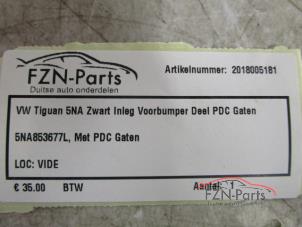 FZN-Parts
Duitse auto onderdelen
Artikelnummer: 2018005181
VW Tiguan 5NA Zwart Inleg Voorbumper Deel PDC Gaten
5NA853677L, Met PDC Gaten
LOC: VIDE
€ 35.00 BTW
Aantal: 1
FZN-PARTS